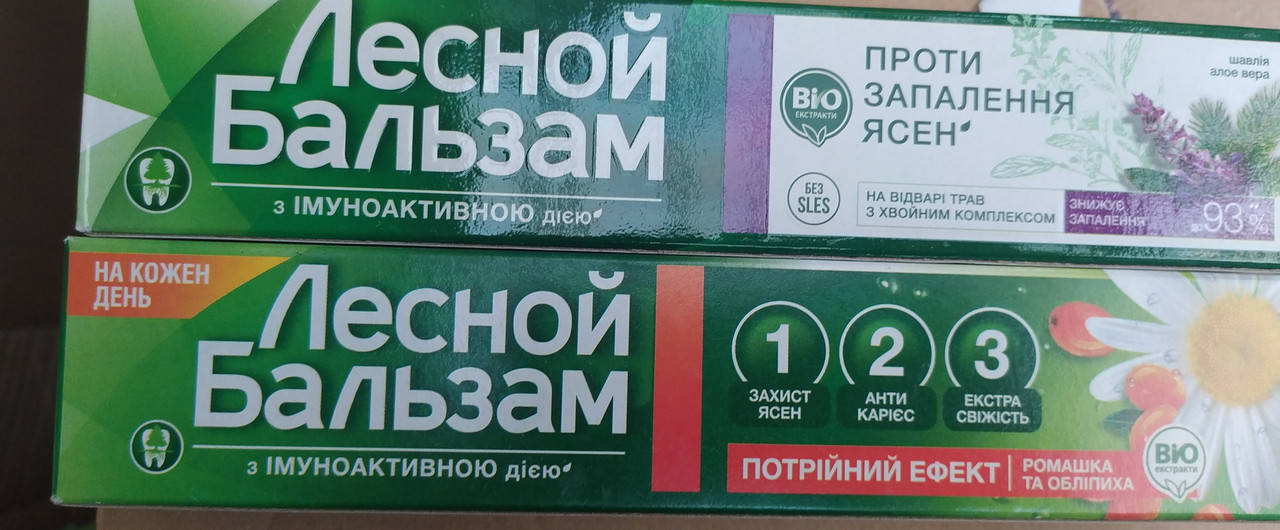 Лесной
Бальзам
з ІМУНОАКТИВНОЮ дією
BiO
ЕКСТРАКТИ
ПРОТИ
ЗАПАЛЕННЯ
ЯСЕН
шавлія
алое вера
БЕЗ
SLES
НА ВІДВАРІ ТРАВ
З ХВОЙНИМ КОМПЛЕКСОМ
ЗНИЖУЄ
ЗАПАЛЕННЯ
до 93%
НА КОЖЕН
ДЕНЬ
Лесной
Бальзам
з ІМУНОАКТИВНОЮ дією
1
ЗАХИСТ
ЯСЕН
2
АНТИ
КАРІЄС
3
ЕКСТРА
СВІЖІСТЬ
ПОТРІЙНИЙ ЕФЕКТ
РОМАШКА
ТА ОБЛІПИХА
BiO
екстракти